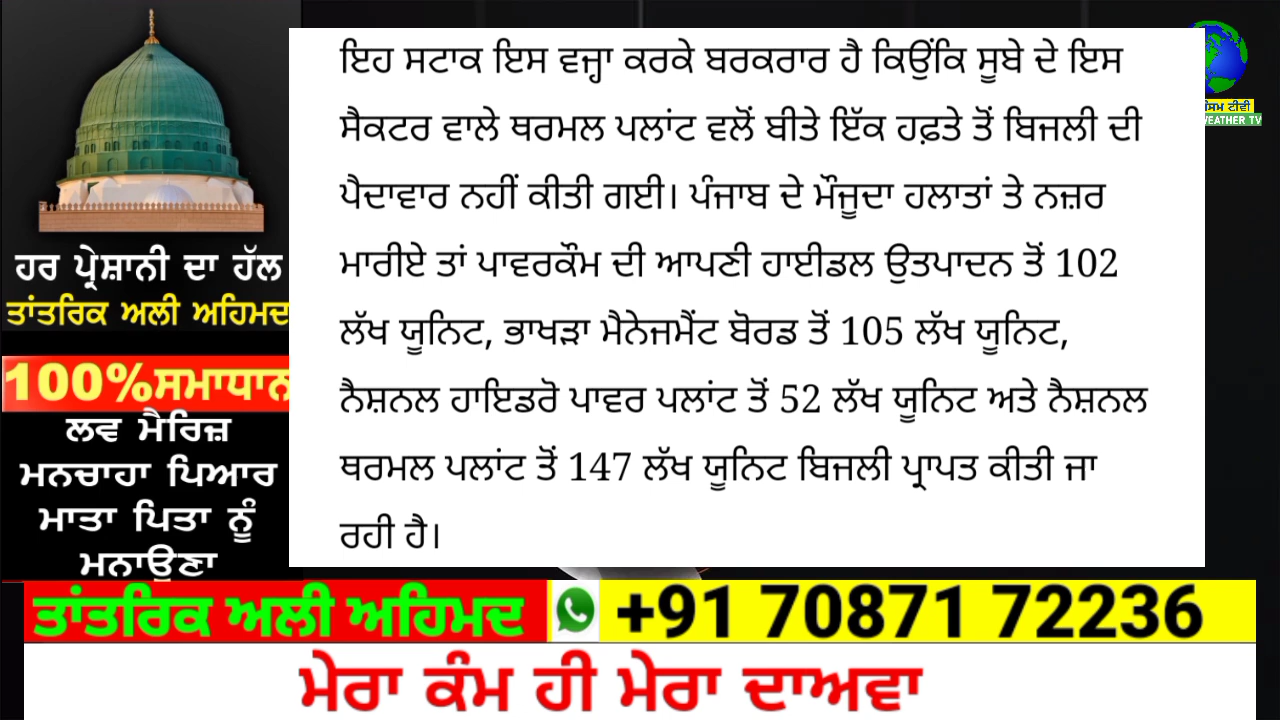 ਇਹ ਸਟਾਕ ਇਸ ਵਜ੍ਹਾ ਕਰਕੇ ਬਰਕਰਾਰ ਹੈ ਕਿਉਂਕਿ ਸੂਬੇ ਦੇ ਇਸ
ਸੈਕਟਰ ਵਾਲੇ ਥਰਮਲ ਪਲਾਂਟ ਵਲੋਂ ਬੀਤੇ ਇੱਕ ਹਫ਼ਤੇ ਤੋਂ ਬਿਜਲੀ ਦੀ
ਪੈਦਾਵਾਰ ਨਹੀਂ ਕੀਤੀ ਗਈ। ਪੰਜਾਬ ਦੇ ਮੌਜੂਦਾ ਹਲਾਤਾਂ ਤੇ ਨਜ਼ਰ
ਮਾਰੀਏ ਤਾਂ ਪਾਵਰਕੌਮ ਦੀ ਆਪਣੀ ਹਾਈਡਲ ਉਤਪਾਦਨ ਤੋਂ 102
ਲੱਖ ਯੂਨਿਟ, ਭਾਖੜਾ ਮੈਨੇਜਮੈਂਟ ਬੋਰਡ ਤੋਂ 105 ਲੱਖ ਯੂਨਿਟ,
ਨੈਸ਼ਨਲ ਹਾਇਡਰੋ ਪਾਵਰ ਪਲਾਂਟ ਤੋਂ 52 ਲੱਖ ਯੂਨਿਟ ਅਤੇ ਨੈਸ਼ਨਲ
ਥਰਮਲ ਪਲਾਂਟ ਤੋਂ 147 ਲੱਖ ਯੂਨਿਟ ਬਿਜਲੀ ਪ੍ਰਾਪਤ ਕੀਤੀ ਜਾ
ਰਹੀ ਹੈ।
ਟੀਵੀ
WEATHER TV
ਹਰ ਪ੍ਰੇਸ਼ਾਨੀ ਦਾ ਹੱਲ
ਤਾਂਤਰਿਕ ਅਲੀ ਅਹਿਮਦ
100%ਸਮਾਧਾਨ
ਲਵ ਮੈਰਿਜ਼
ਮਨਚਾਹਾ ਪਿਆਰ
ਮਾਤਾ ਪਿਤਾ ਨੂੰ
ਮਨਾਉਣਾ
ਤਾਂਤਰਿਕ ਅਲੀ ਅਹਿਮਦ +91 70871 72236
ਮੇਰਾ ਕੰਮ ਹੀ ਮੇਰਾ ਦਾਅਵਾ